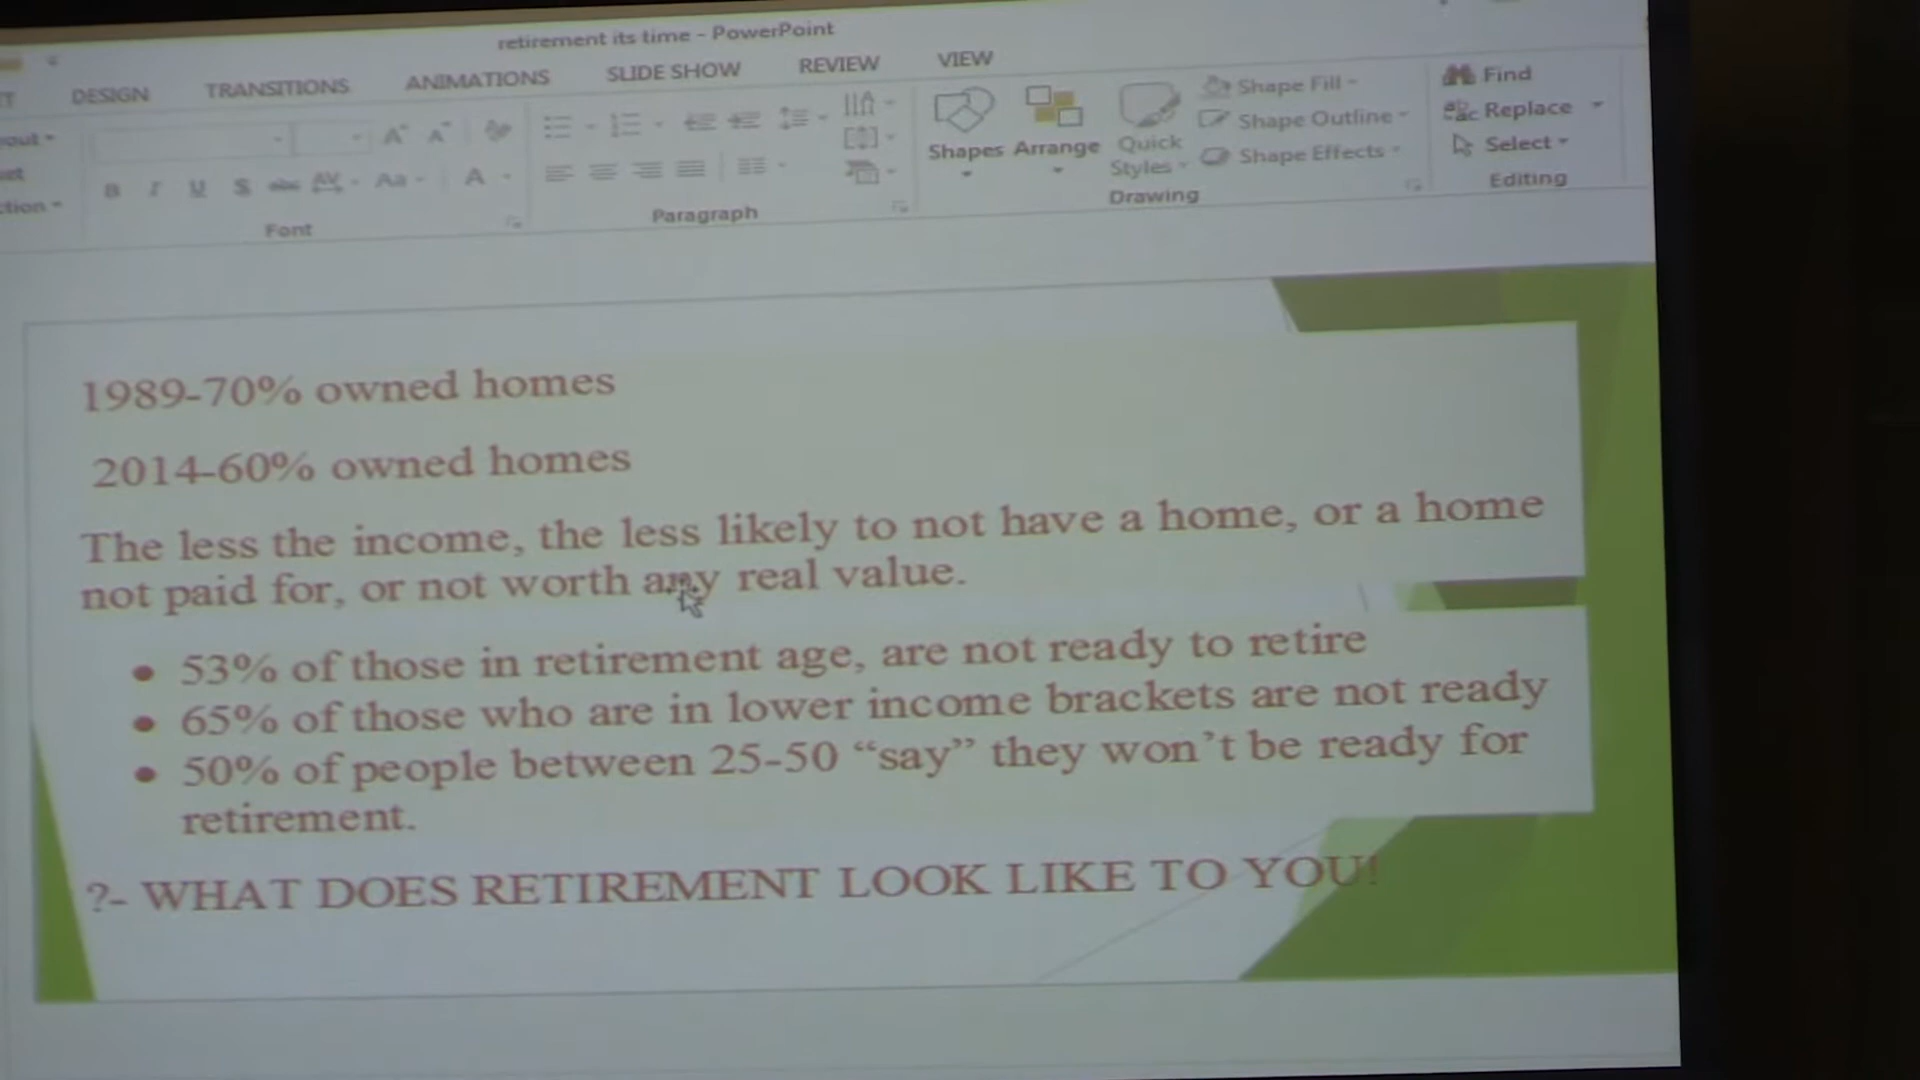 retirement its time - PowerPoint
DESIGN TRANSITIONS ANIMATIONS SLIDE SHOW REVIEW VIEW
Shape Fill
Find
Shapes Arrange Quick Styles
Shape Outline
Replace
Shape Effects
Select
Font Paragraph Drawing Editing
1989-70% owned homes
2014-60% owned homes
The less the income, the less likely to not have a home, or a home
not paid for, or not worth any real value.
• 53% of those in retirement age, are not ready to retire
• 65% of those who are in lower income brackets are not ready
• 50% of people between 25-50 “say” they won’t be ready for
retirement.
?- WHAT DOES RETIREMENT LOOK LIKE TO YOU!